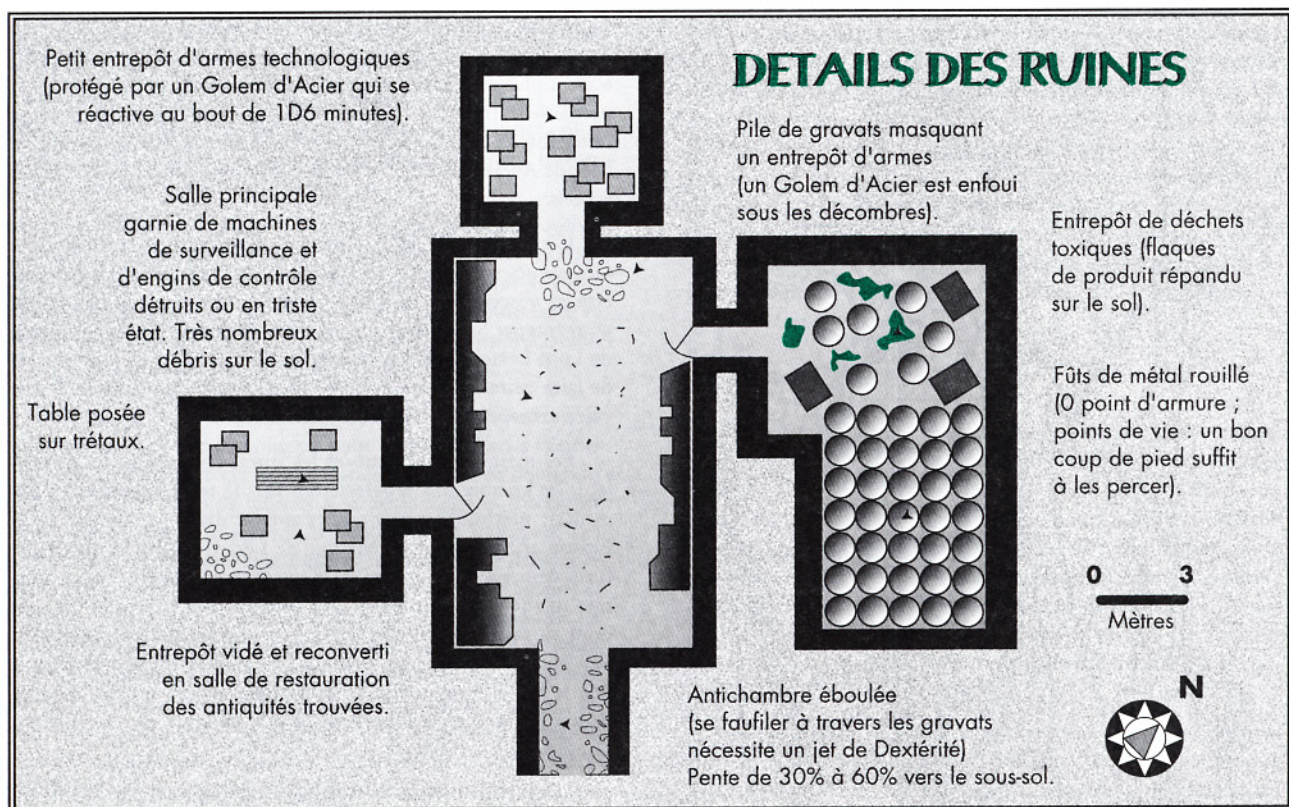 DETAILS DES RUINES
Petit entrepôt d'armes technologiques
(protégé par un Golem d'Acier qui se
réactive au bout de 1D6 minutes).
Pile de gravats masquant
un entrepôt d'armes
(un Golem d'Acier est enfoui
sous les décombres).
Salle principale
garnie de machines
de surveillance et
d'engins de contrôle
détruits ou en triste
état. Très nombreux
débris sur le sol.
Entrepôt de déchets
toxiques (flaques
de produit répandu
sur le sol).
Fûts de métal rouillé
(0 point d'armure ;
points de vie : un bon
coup de pied suffit
à les percer).
Table posée
sur trétaux.
0 3
Mètres
Entrepôt vidé et reconverti
en salle de restauration
des antiquités trouvées.
Antichambre éboulée
(se faufiler à travers les gravats
nécessite un jet de Dextérité)
Pente de 30% à 60% vers le sous-sol.
N